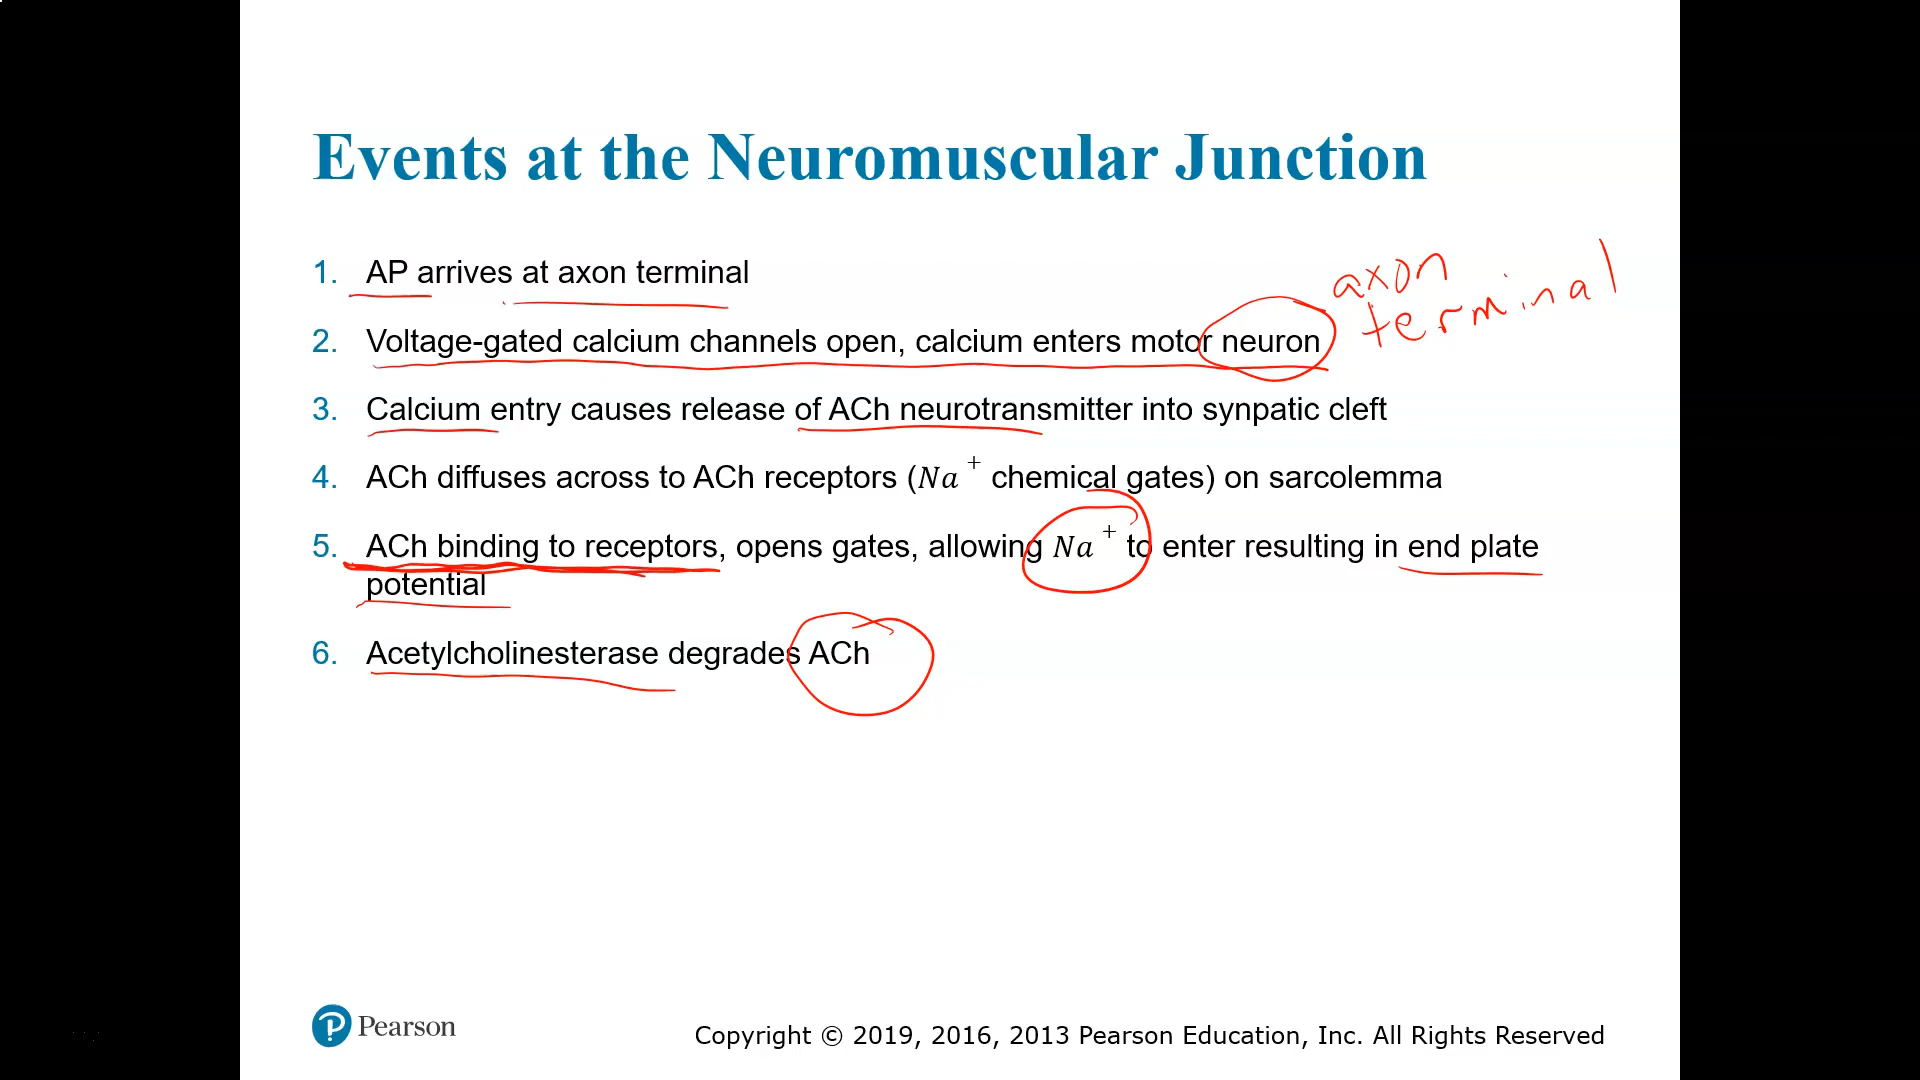 Events at the Neuromuscular Junction
1. AP arrives at axon terminal
axon
terminal
2. Voltage-gated calcium channels open, calcium enters motor neuron
3. Calcium entry causes release of ACh neurotransmitter into synpatic cleft
4. ACh diffuses across to ACh receptors (Na⁺ chemical gates) on sarcolemma
5. ACh binding to receptors, opens gates, allowing Na⁺ to enter resulting in end plate
potential
6. Acetylcholinesterase degrades ACh
Pearson
Copyright © 2019, 2016, 2013 Pearson Education, Inc. All Rights Reserved